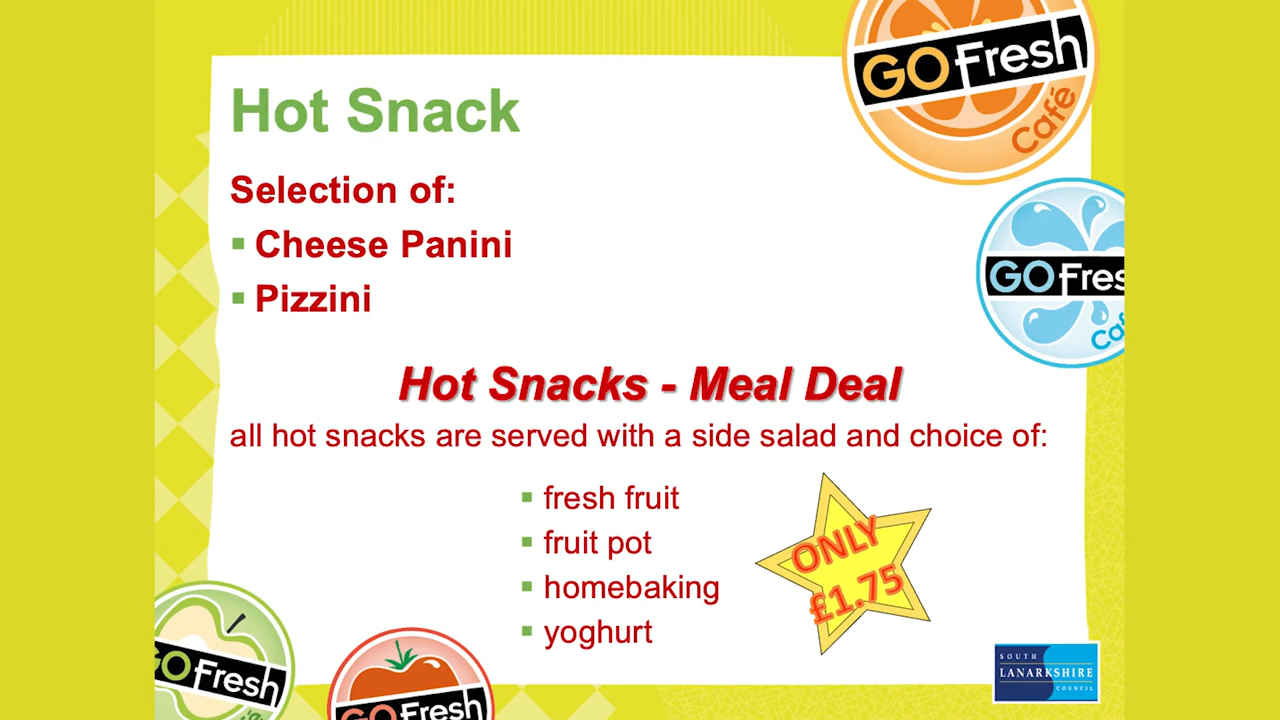 GO Fresh
Café
Hot Snack
Selection of:
Cheese Panini
Pizzini
GO Fres
Caf
Hot Snacks - Meal Deal
all hot snacks are served with a side salad and choice of:
fresh fruit
fruit pot
homebaking
yoghurt
ONLY
£1.75
GO Fresh
GO Fresh
SOUTH
LANARKSHIRE
COUNCIL